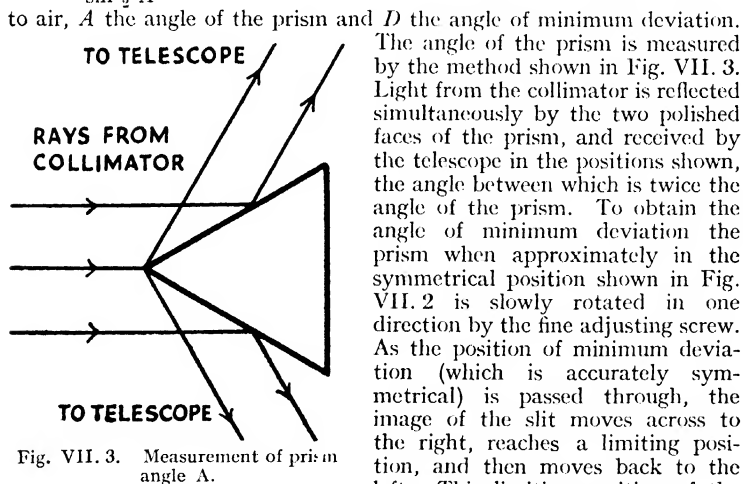 to air, A the angle of the prism and D the angle of minimum deviation.
TO TELESCOPE
RAYS FROM
COLLIMATOR
TO TELESCOPE
Fig. VII. 3. Measurement of prism
angle A.
The angle of the prism is measured
by the method shown in Fig. VII. 3.
Light from the collimator is reflected
simultaneously by the two polished
faces of the prism, and received by
the telescope in the positions shown,
the angle between which is twice the
angle of the prism. To obtain the
angle of minimum deviation the
prism when approximately in the
symmetrical position shown in Fig.
VII. 2 is slowly rotated in one
direction by the fine adjusting screw.
As the position of minimum devia-
tion (which is accurately sym-
metrical) is passed through, the
image of the slit moves across to
the right, reaches a limiting posi-
tion, and then moves back to the